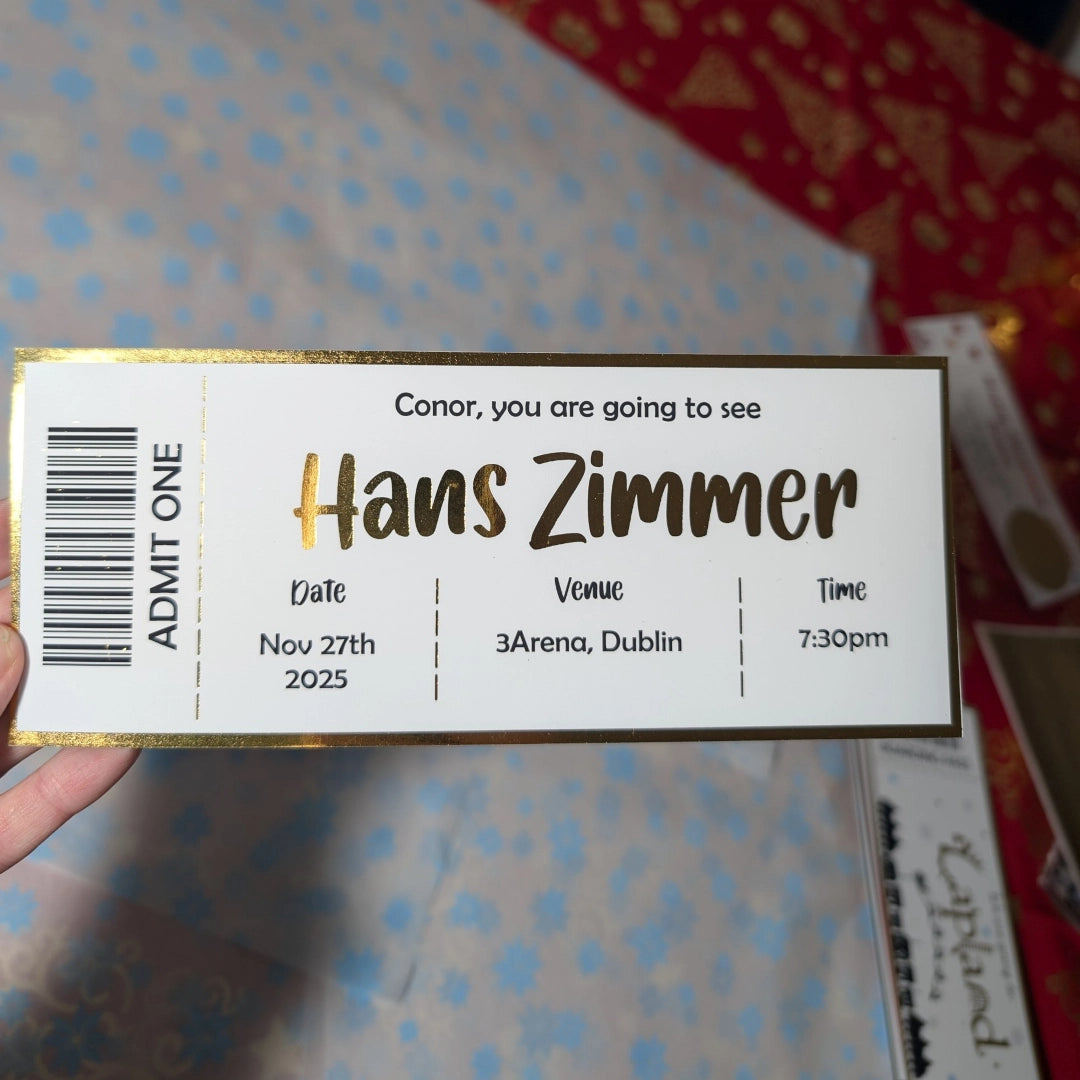 ADMIT ONE
Conor, you are going to see
Hans Zimmer
Date
Nov 27th
2025
Venue
3Arena, Dublin
Time
7:30pm
Lapland